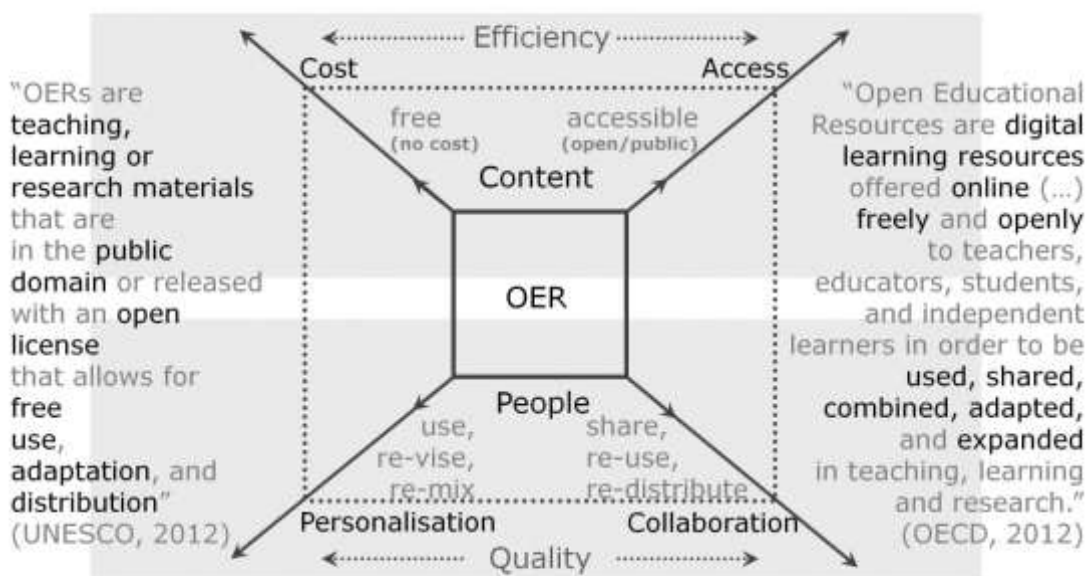 Efficiency
Cost
Access
"OERs are
teaching,
learning or
research materials
that are
in the public
domain or released
with an open
license
that allows for
free
use,
adaptation, and
distribution"
(UNESCO, 2012)
free
(no cost)
accessible
(open/public)
Content
OER
People
use,
re-vise,
re-mix
share,
re-use,
re-distribute
Personalisation
Collaboration
Quality
"Open Educational
Resources are digital
learning resources
offered online (...)
freely and openly
to teachers,
educators, students,
and independent
learners in order to be
used, shared,
combined, adapted,
and expanded
in teaching, learning
and research."
(OECD, 2012)